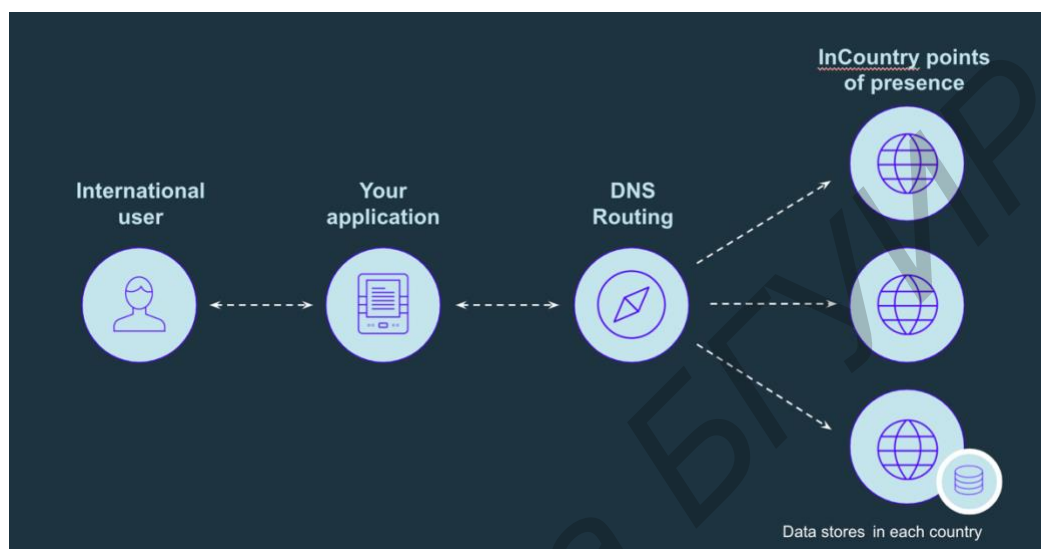 InCountry points
of presence
International
user
Your
application
DNS
Routing
Data stores in each country
БГУИР